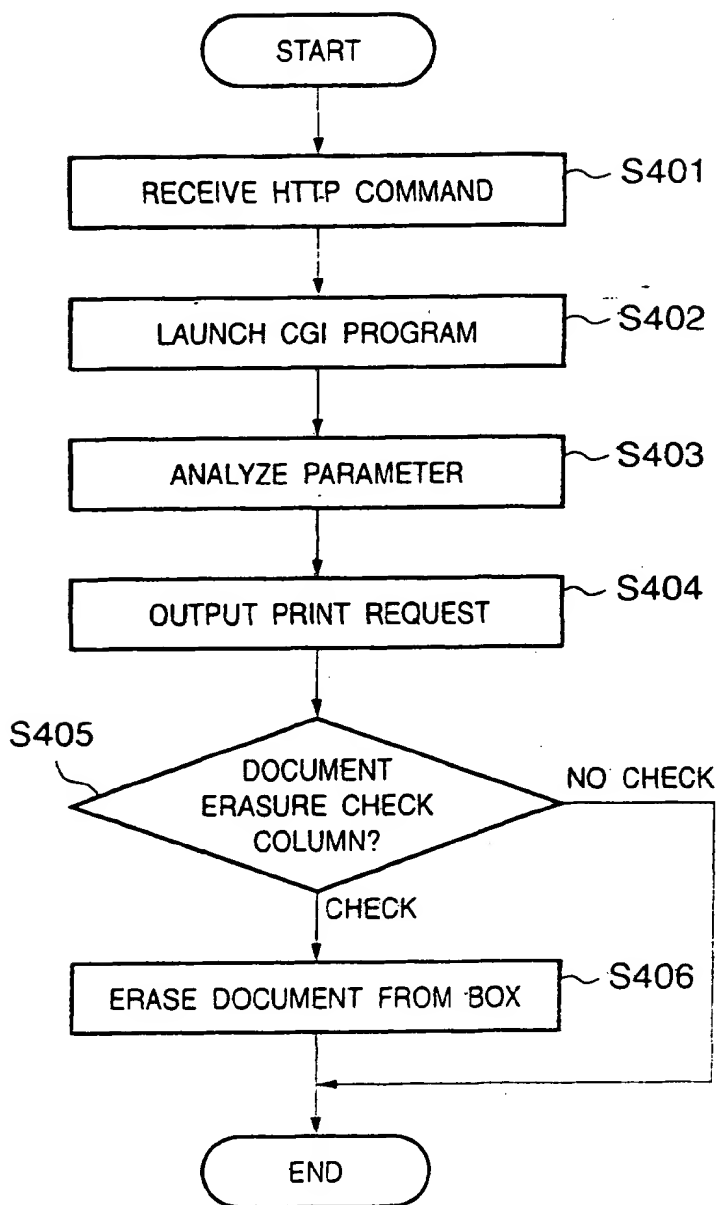 START
RECEIVE HTTP COMMAND
S401
LAUNCH CGI PROGRAM
S402
ANALYZE PARAMETER
S403
OUTPUT PRINT REQUEST
S404
S405
DOCUMENT
ERASURE CHECK
COLUMN?
NO CHECK
CHECK
ERASE DOCUMENT FROM BOX
S406
END